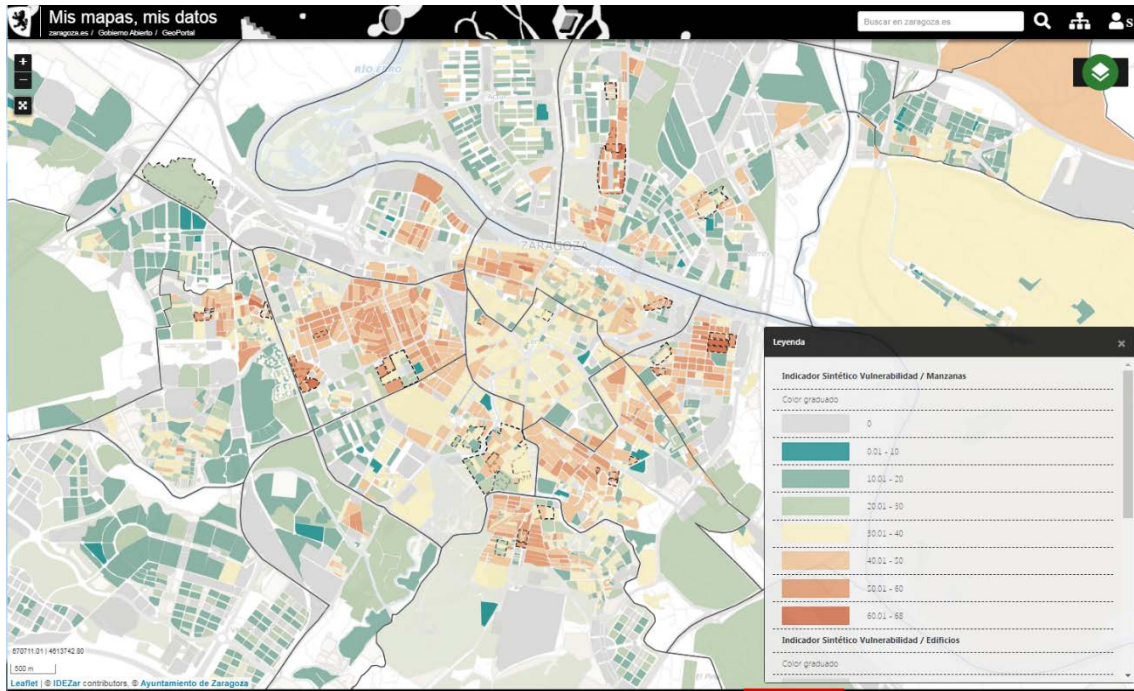 Mis mapas, mis datos
zaragoza.es / Gobierno Abierto / GeoPortal
Buscar en zaragoza.es
S
+
−
RÍO EBRO
ZARAGOZA
Leyenda
×
Indicador Sintético Vulnerabilidad / Manzanas
Color graduado
0
0.01 - 10
10.01 - 20
20.01 - 30
30.01 - 40
40.01 - 50
50.01 - 60
60.01 - 68
Indicador Sintético Vulnerabilidad / Edificios
Color graduado
670711.01 | 4613742.80
500 m
Leaflet | © IDEZar contributors, © Ayuntamiento de Zaragoza